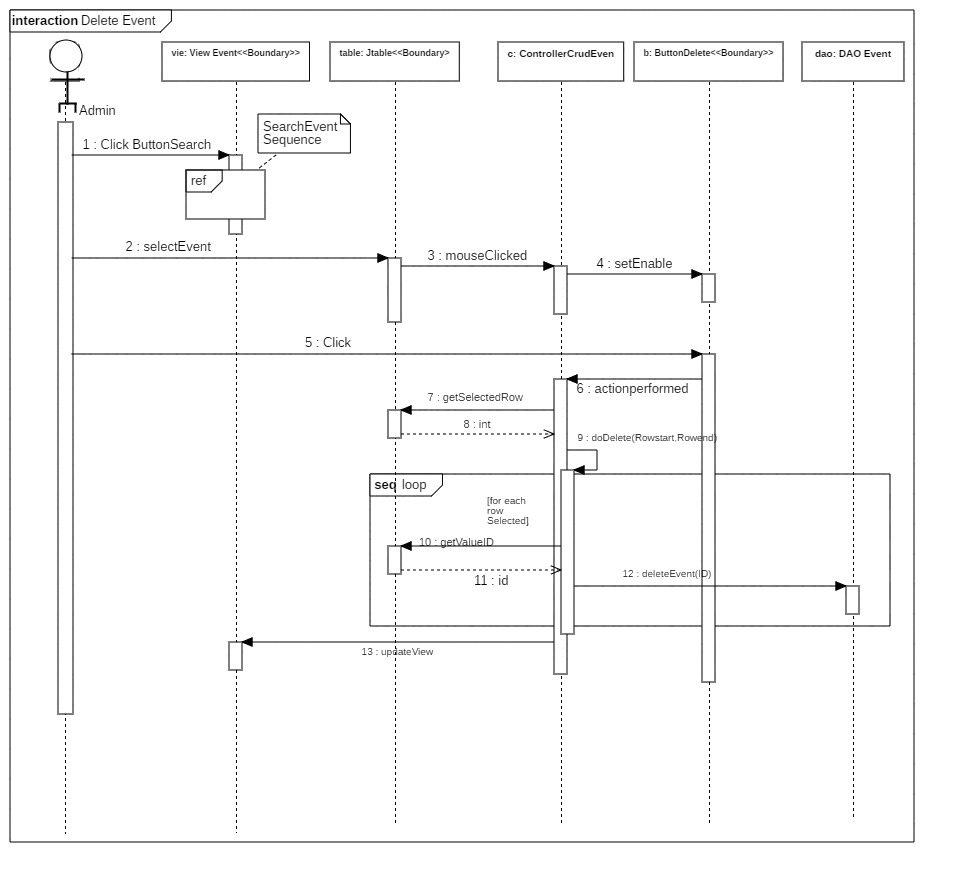 interaction Delete Event
vie: View Event<<Boundary>>
table: Jtable<<Boundary>
c: ControllerCrudEven
b: ButtonDelete<<Boundary>>
dao: DAO Event
Admin
SearchEvent
Sequence
1 : Click ButtonSearch
ref
2 : selectEvent
3 : mouseClicked
4 : setEnable
5 : Click
6 : actionperformed
7 : getSelectedRow
8 : int
9 : doDelete(Rowstart,Rowend)
seq loop
[for each
row
Selected]
10 : getValueID
11 : id
12 : deleteEvent(ID)
13 : updateView